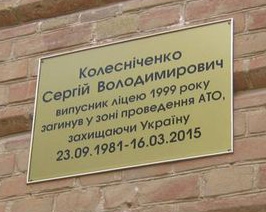 Колесніченко
Сергій Володимирович
випускник ліцею 1999 року
загинув у зоні проведення АТО,
захищаючи Україну
23.09.1981-16.03.2015